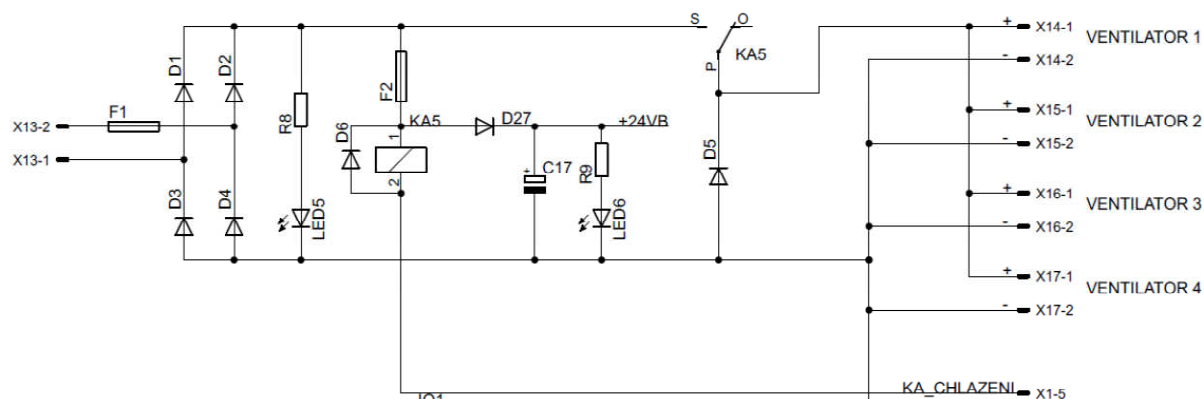 S
O
+
X14-1
VENTILATOR 1
KA5
-
X14-2
P
D1
D2
F1
X13-2
X13-1
R8
F2
KA5
D27
+24VB
+
X15-1
VENTILATOR 2
-
X15-2
D6
1
2
C17
+
R9
D5
D3
D4
LED5
LED6
+
X16-1
VENTILATOR 3
-
X16-2
+
X17-1
VENTILATOR 4
-
X17-2
KA_CHLAZENI
X1-5